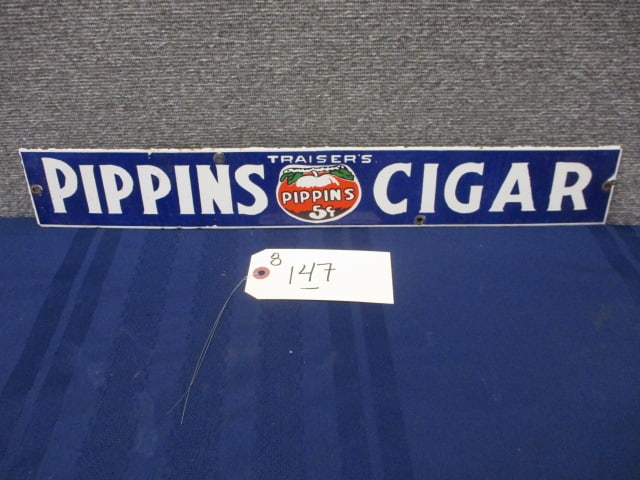 TRAISER'S
PIPPINS CIGAR
PIPPINS
5¢
8
147